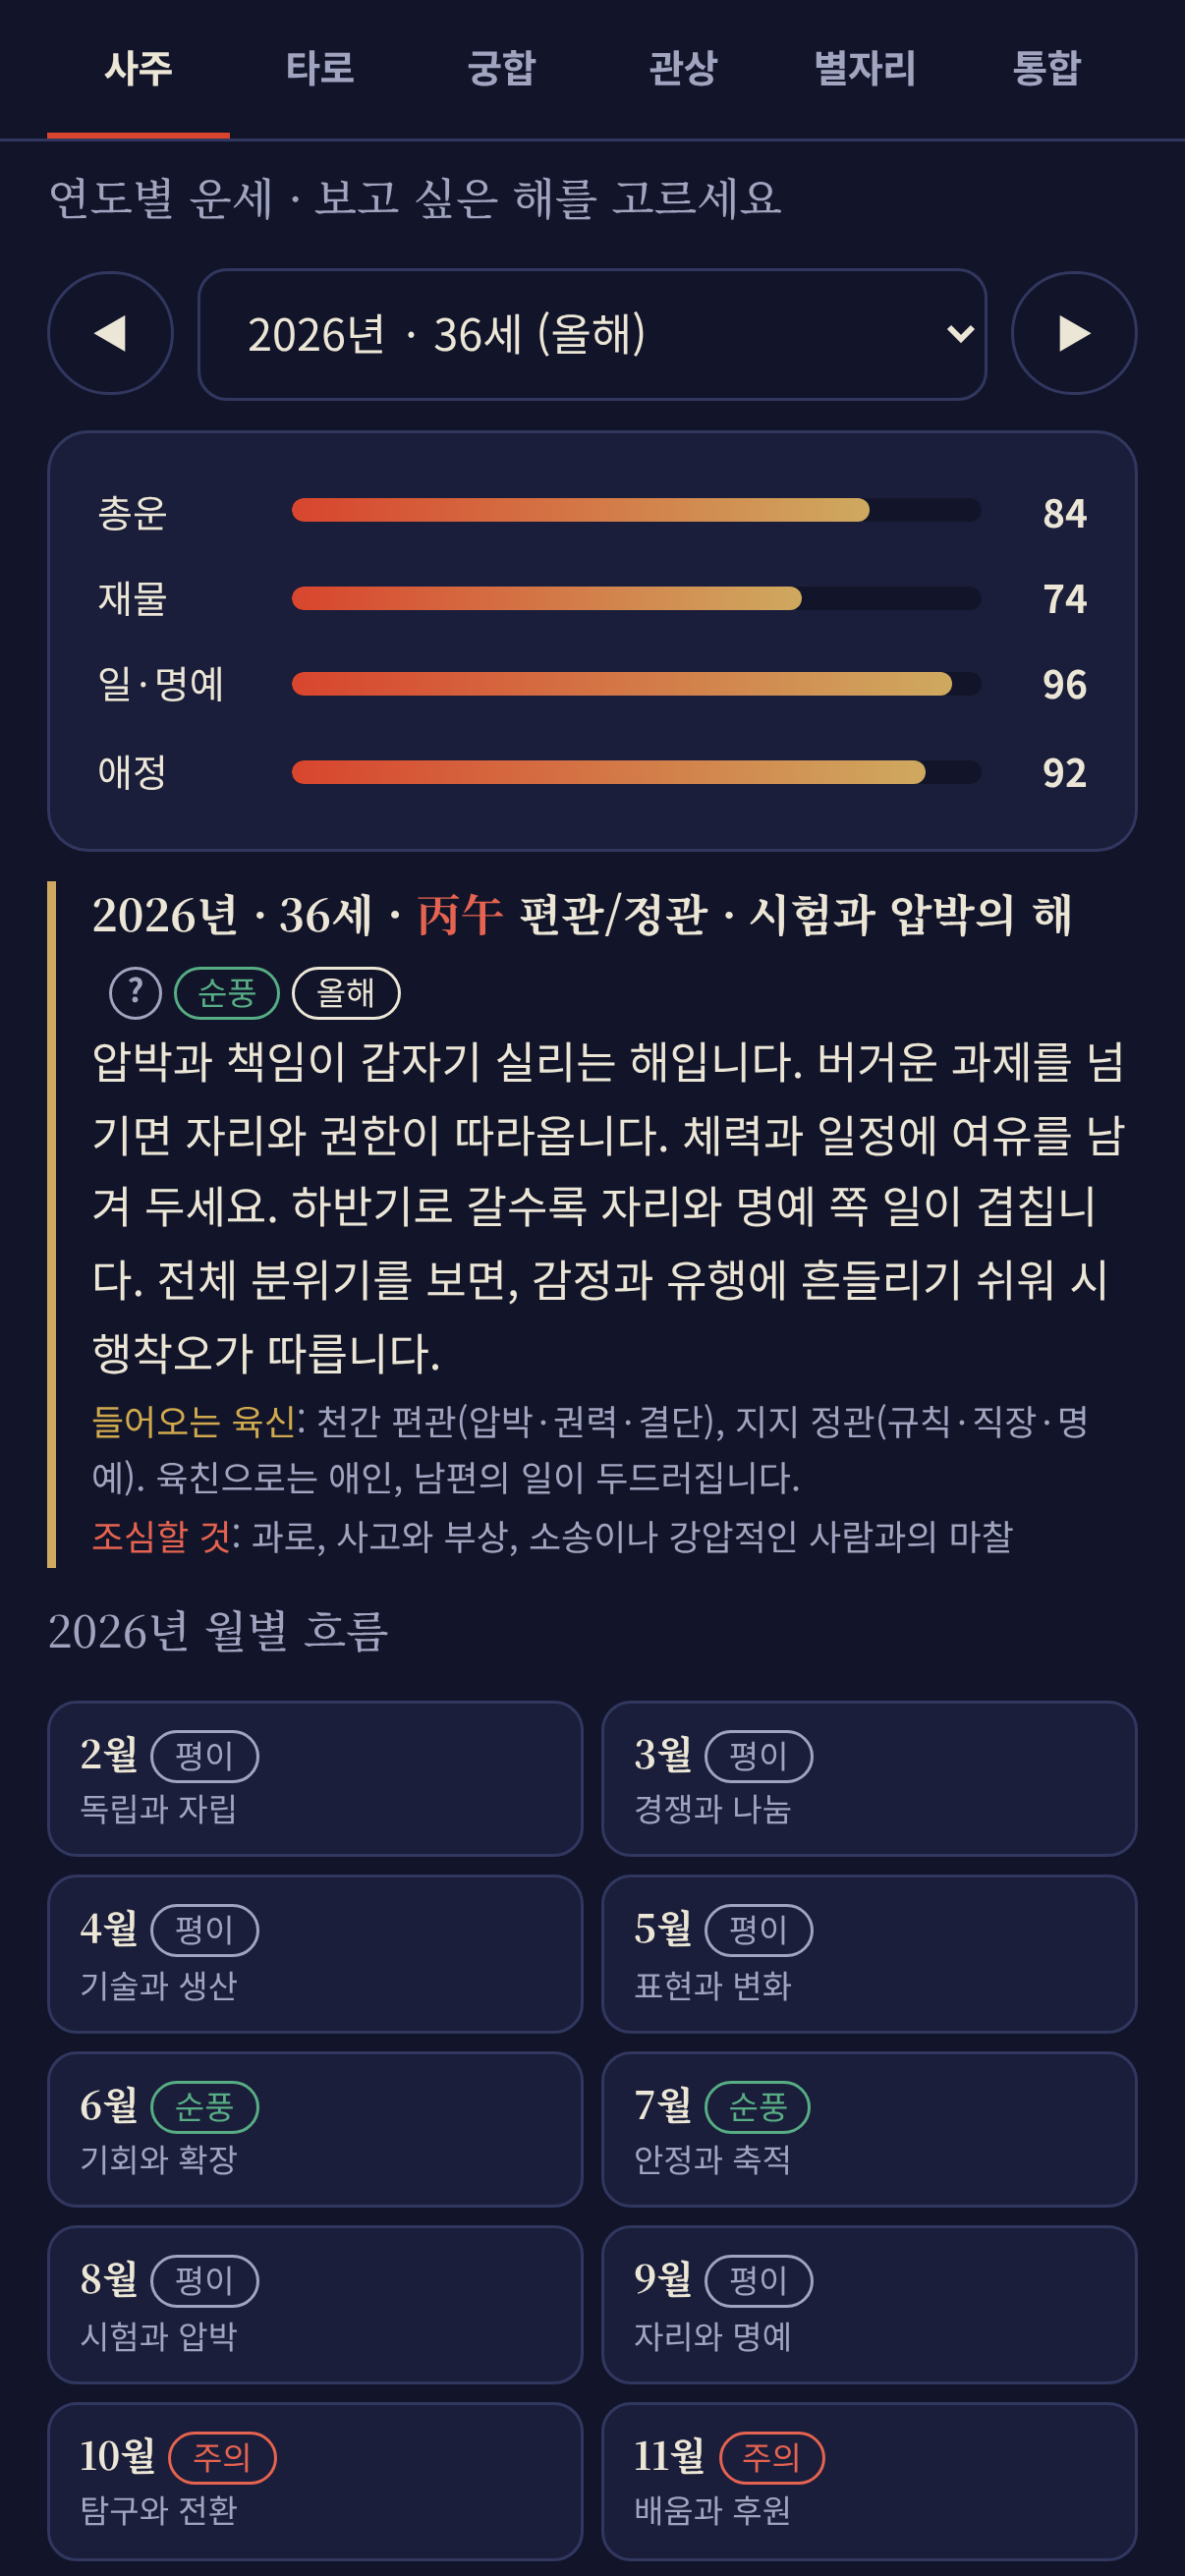 사주 타로 궁합 관상 별자리 통합
연도별 운세 · 보고 싶은 해를 고르세요
◀ 2026년 · 36세 (올해) ▶
총운 84
재물 74
일·명예 96
애정 92
2026년 · 36세 · 丙午 편관/정관 · 시험과 압박의 해
? 순풍 올해
압박과 책임이 갑자기 실리는 해입니다. 버거운 과제를 넘
기면 자리와 권한이 따라옵니다. 체력과 일정에 여유를 남
겨 두세요. 하반기로 갈수록 자리와 명예 쪽 일이 겹칩니
다. 전체 분위기를 보면, 감정과 유행에 흔들리기 쉬워 시
행착오가 따릅니다.
들어오는 육신: 천간 편관(압박·권력·결단), 지지 정관(규칙·직장·명
예). 육친으로는 애인, 남편의 일이 두드러집니다.
조심할 것: 과로, 사고와 부상, 소송이나 강압적인 사람과의 마찰
2026년 월별 흐름
2월 평이
독립과 자립
3월 평이
경쟁과 나눔
4월 평이
기술과 생산
5월 평이
표현과 변화
6월 순풍
기회와 확장
7월 순풍
안정과 축적
8월 평이
시험과 압박
9월 평이
자리와 명예
10월 주의
탐구와 전환
11월 주의
배움과 후원